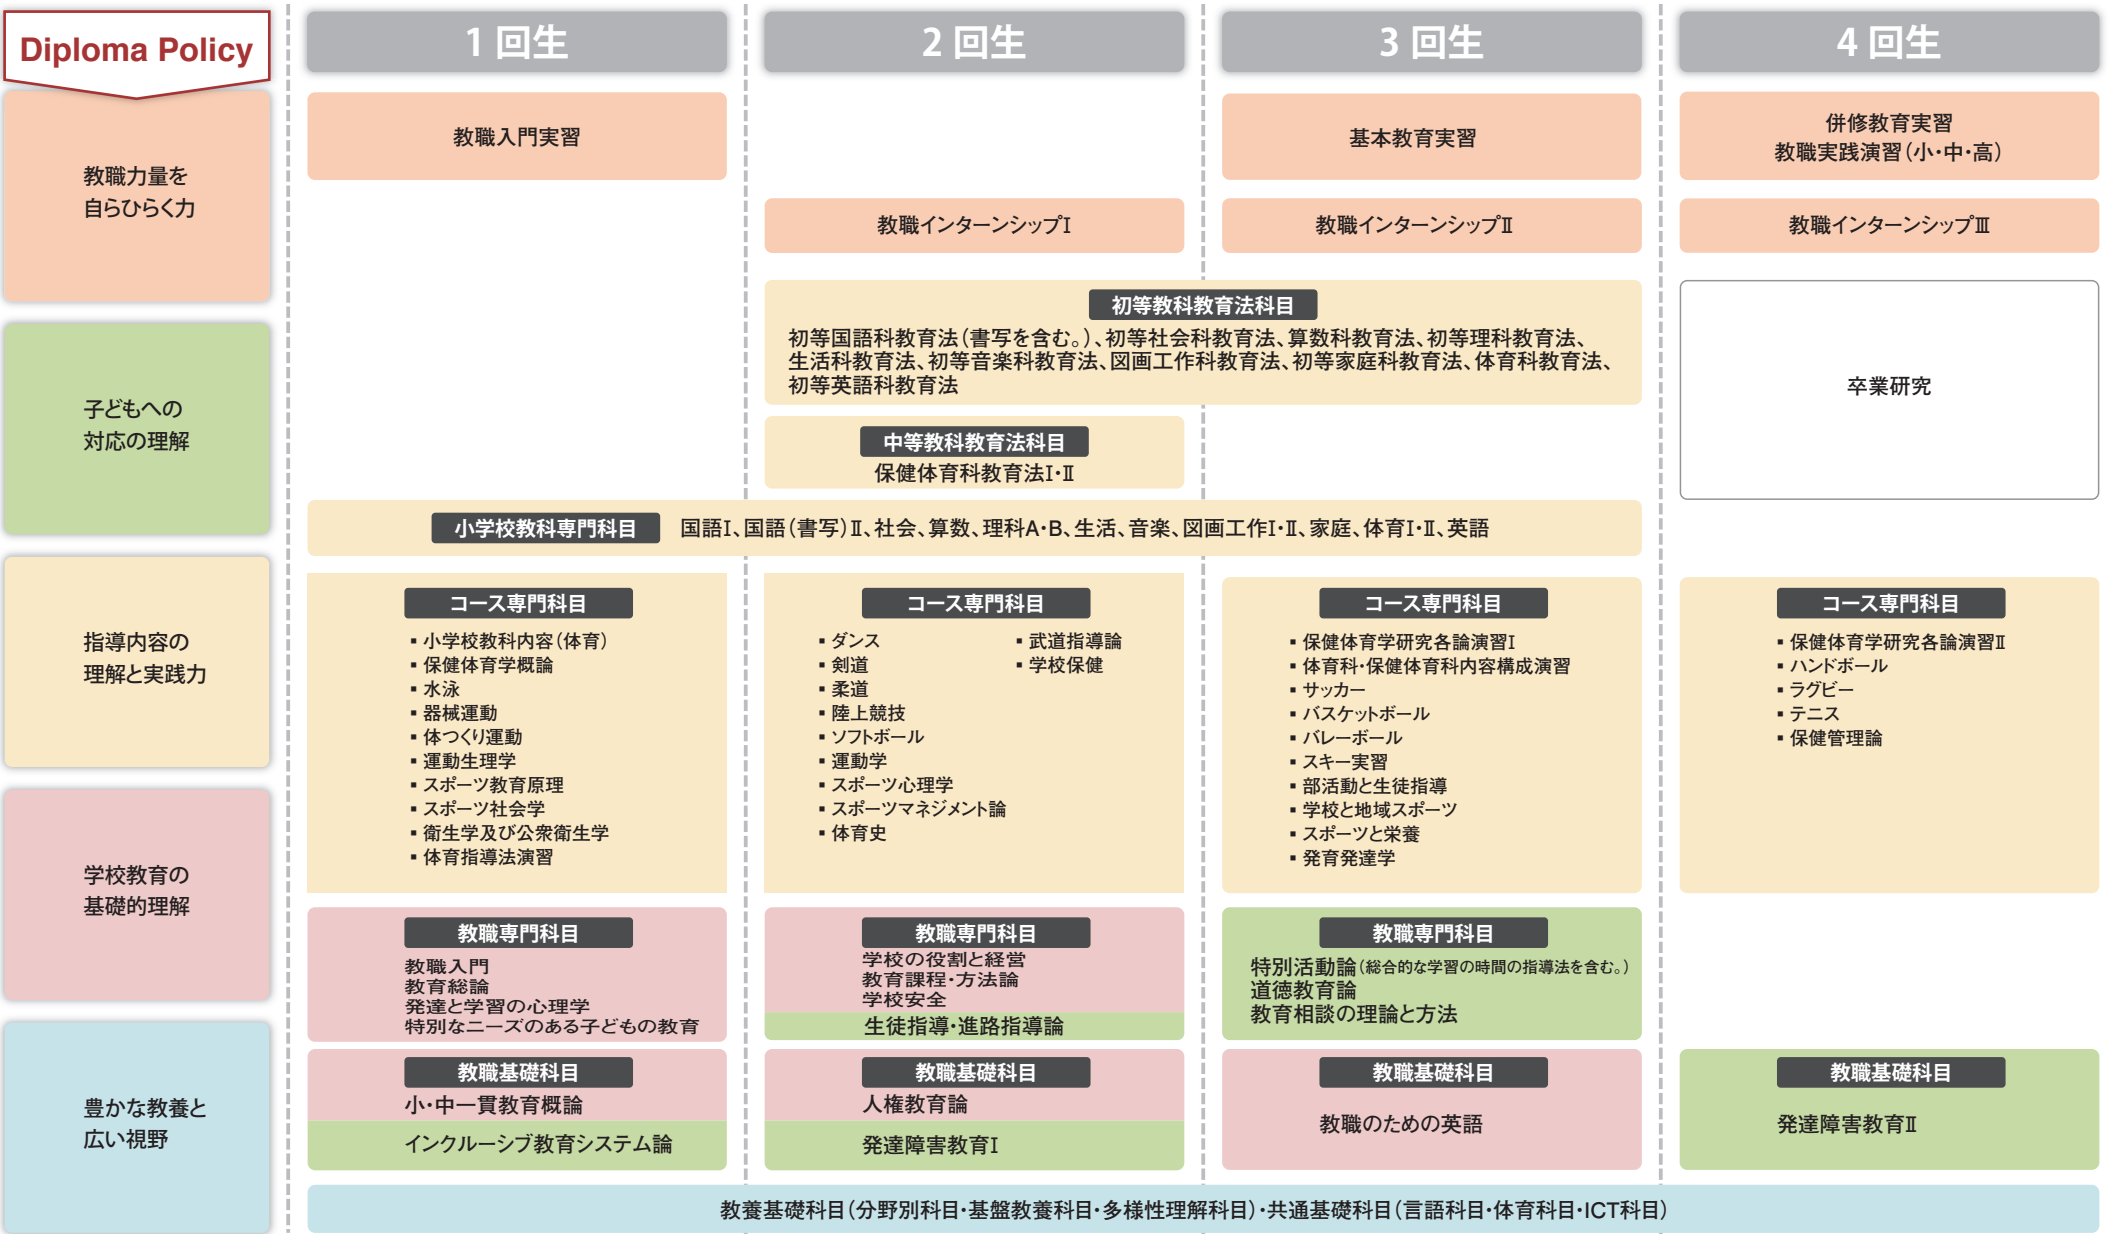 Diploma Policy
1 回生
2 回生
3 回生
4 回生
教職力量を
自らひらく力
教職入門実習
基本教育実習
併修教育実習
教職実践演習(小・中・高)
教職インターンシップⅠ
教職インターンシップⅡ
教職インターンシップⅢ
子どもへの
対応の理解
初等教科教育法科目
初等国語科教育法(書写を含む。)、初等社会科教育法、算数科教育法、初等理科教育法、
生活科教育法、初等音楽科教育法、図画工作科教育法、初等家庭科教育法、体育科教育法、
初等英語科教育法
卒業研究
中等教科教育法科目
保健体育科教育法Ⅰ・Ⅱ
小学校教科専門科目 国語Ⅰ、国語(書写)Ⅱ、社会、算数、理科A・B、生活、音楽、図画工作Ⅰ・Ⅱ、家庭、体育Ⅰ・Ⅱ、英語
指導内容の
理解と実践力
コース専門科目
▪ 小学校教科内容(体育)
▪ 保健体育学概論
▪ 水泳
▪ 器械運動
▪ 体つくり運動
▪ 運動生理学
▪ スポーツ教育原理
▪ スポーツ社会学
▪ 衛生学及び公衆衛生学
▪ 体育指導法演習
コース専門科目
▪ ダンス
▪ 剣道
▪ 柔道
▪ 陸上競技
▪ ソフトボール
▪ 運動学
▪ スポーツ心理学
▪ スポーツマネジメント論
▪ 体育史
▪ 武道指導論
▪ 学校保健
コース専門科目
▪ 保健体育学研究各論演習Ⅰ
▪ 体育科・保健体育科内容構成演習
▪ サッカー
▪ バスケットボール
▪ バレーボール
▪ スキー実習
▪ 部活動と生徒指導
▪ 学校と地域スポーツ
▪ スポーツと栄養
▪ 発育発達学
コース専門科目
▪ 保健体育学研究各論演習Ⅱ
▪ ハンドボール
▪ ラグビー
▪ テニス
▪ 保健管理論
学校教育の
基礎的理解
教職専門科目
教職入門
教育総論
発達と学習の心理学
特別なニーズのある子どもの教育
教職専門科目
学校の役割と経営
教育課程・方法論
学校安全
生徒指導・進路指導論
教職専門科目
特別活動論(総合的な学習の時間の指導法を含む。)
道徳教育論
教育相談の理論と方法
豊かな教養と
広い視野
教職基礎科目
小・中一貫教育概論
インクルーシブ教育システム論
教職基礎科目
人権教育論
発達障害教育Ⅰ
教職基礎科目
教職のための英語
教職基礎科目
発達障害教育Ⅱ
教養基礎科目(分野別科目・基盤教養科目・多様性理解科目)・共通基礎科目(言語科目・体育科目・ICT科目)